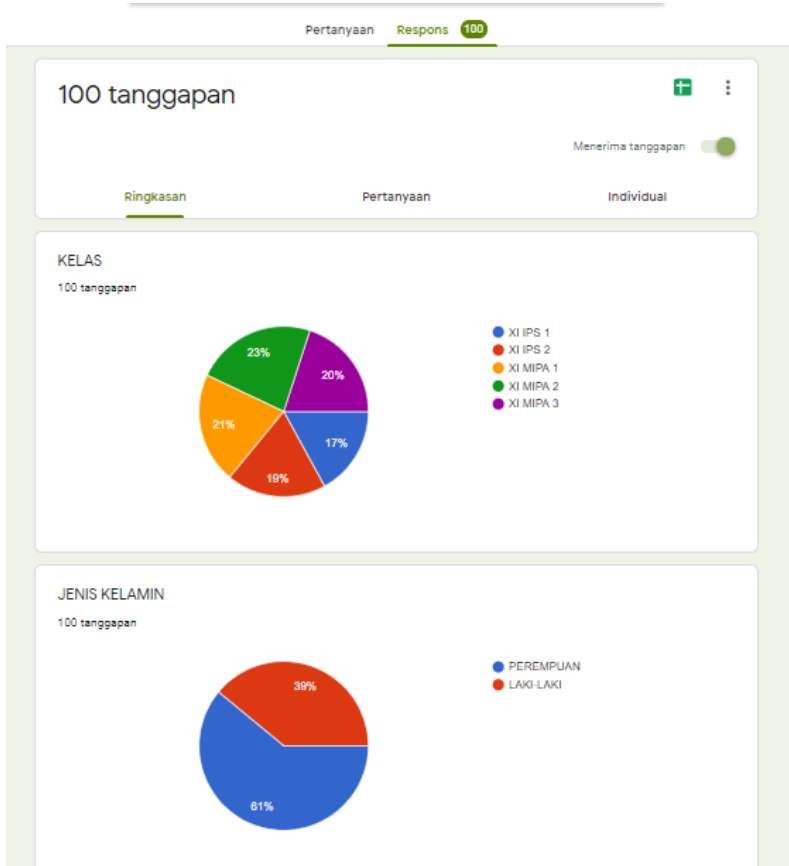 Pertanyaan Respons 100
100 tanggapan
Menerima tanggapan
Ringkasan Pertanyaan Individual
KELAS
100 tanggapan
23%
20%
21%
17%
19%
XI IPS 1
XI IPS 2
XI MIPA 1
XI MIPA 2
XI MIPA 3
JENIS KELAMIN
100 tanggapan
39%
61%
PEREMPUAN
LAKI-LAKI